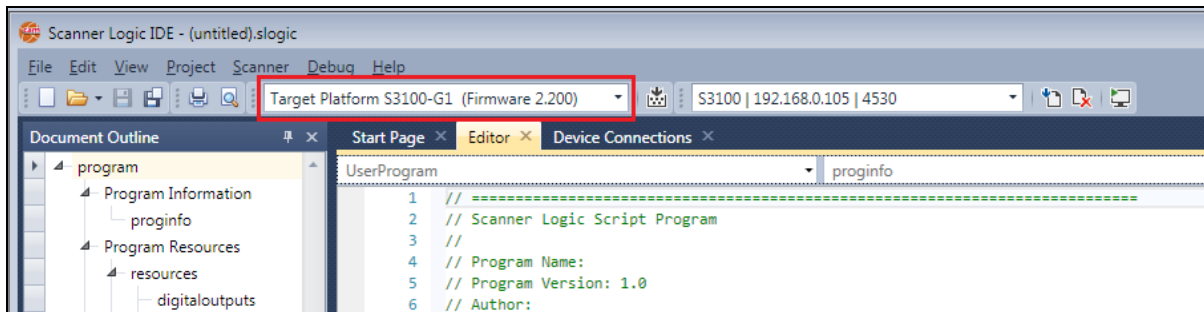 Scanner Logic IDE - (untitled).slogic
File Edit View Project Scanner Debug Help
Target Platform S3100-G1 (Firmware 2.200) S3100 | 192.168.0.105 | 4530
Document Outline Start Page Editor Device Connections
program UserProgram proginfo
Program Information 1 // =========================================================================
proginfo 2 // Scanner Logic Script Program
3 //
Program Resources 4 // Program Name:
resources 5 // Program Version: 1.0
digitaloutputs 6 // Author: